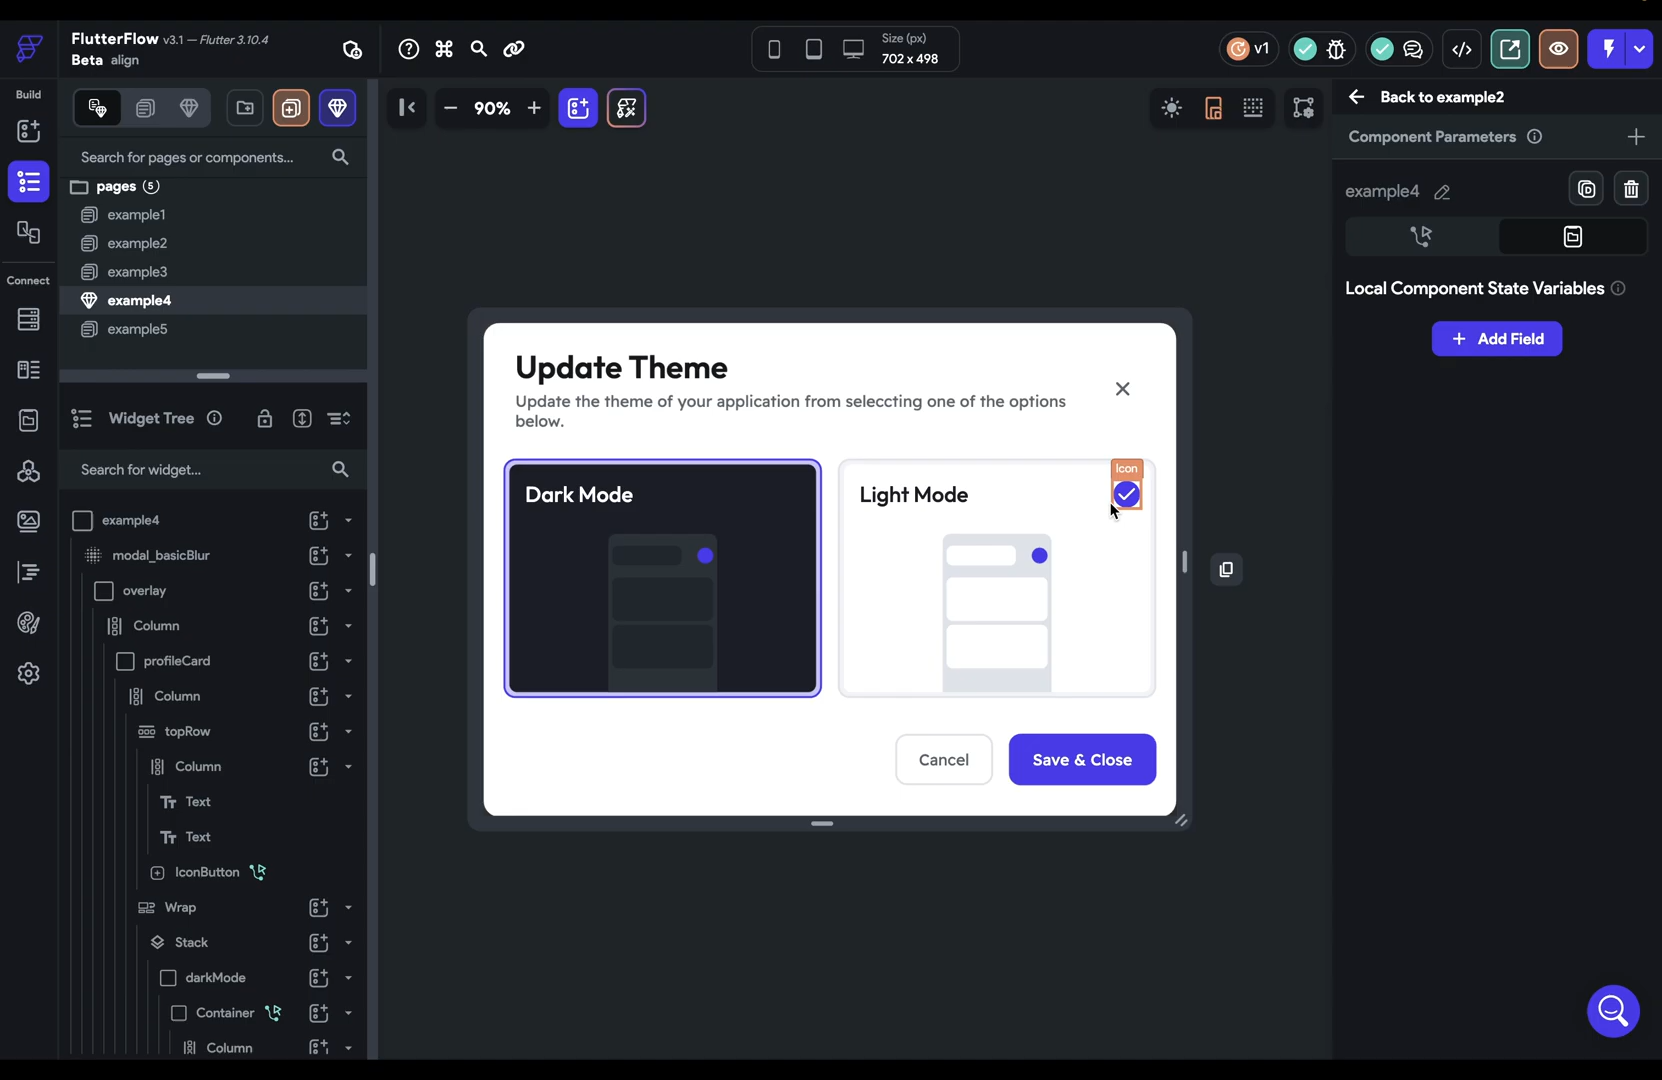 FlutterFlow v3.1 – Flutter 3.10.4
Beta align
Size (px)
702 x 498
v1
Build
90%
Back to example2
Component Parameters
Search for pages or components...
pages (5)
example1
example2
example3
example4
example5
example4
Connect
Local Component State Variables
+ Add Field
Update Theme
Update the theme of your application from seleccting one of the options
below.
Icon
Dark Mode
Light Mode
Cancel
Save & Close
Widget Tree
Search for widget...
example4
modal_basicBlur
overlay
Column
profileCard
Column
topRow
Column
Tт Text
Tт Text
IconButton
Wrap
Stack
darkMode
Container
Column